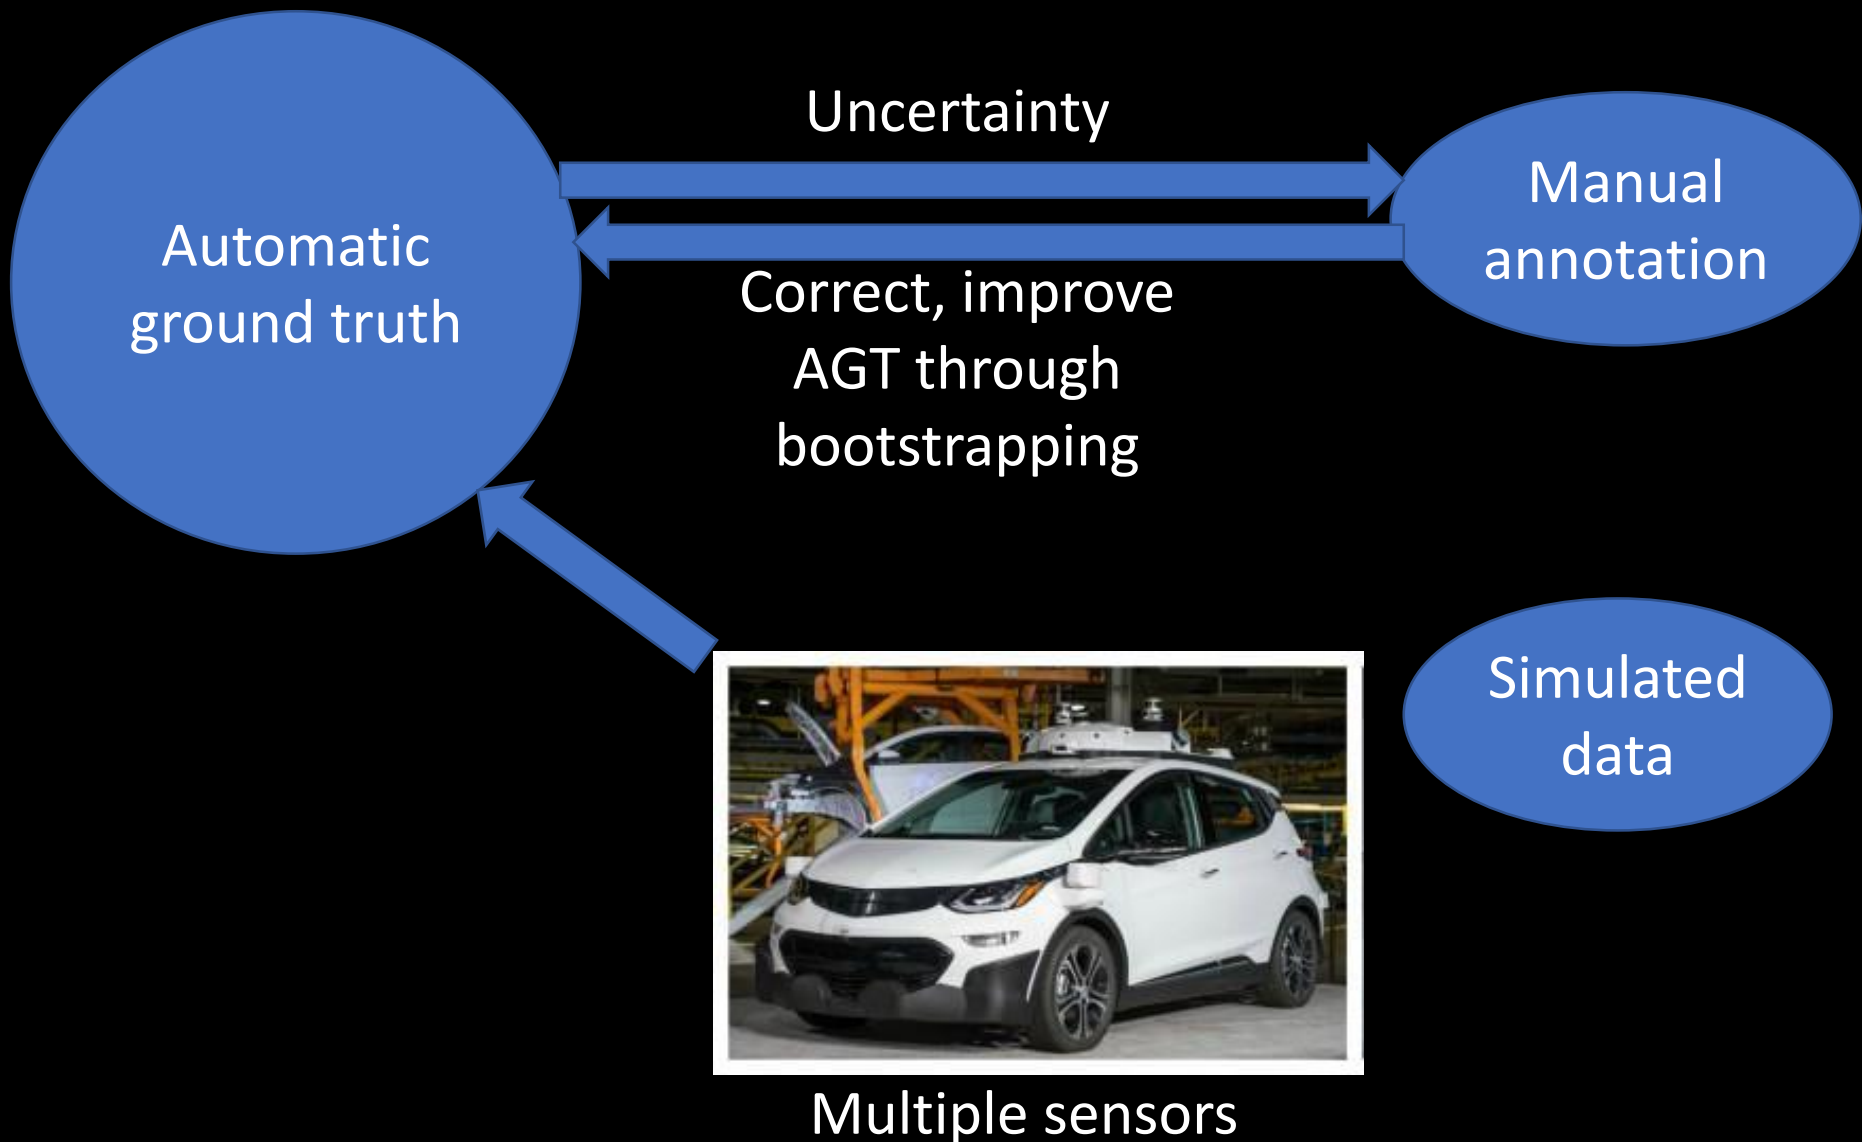 Uncertainty
Automatic
ground truth
Manual
annotation
Correct, improve
AGT through
bootstrapping
Simulated
data
Multiple sensors